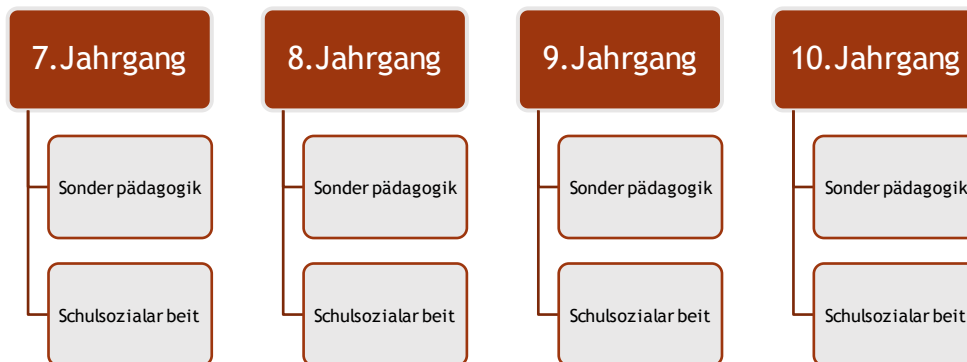 7.Jahrgang
8.Jahrgang
9.Jahrgang
10.Jahrgang
Sonder pädagogik
Sonder pädagogik
Sonder pädagogik
Sonder pädagogik
Schulsozialar beit
Schulsozialar beit
Schulsozialar beit
Schulsozialar beit